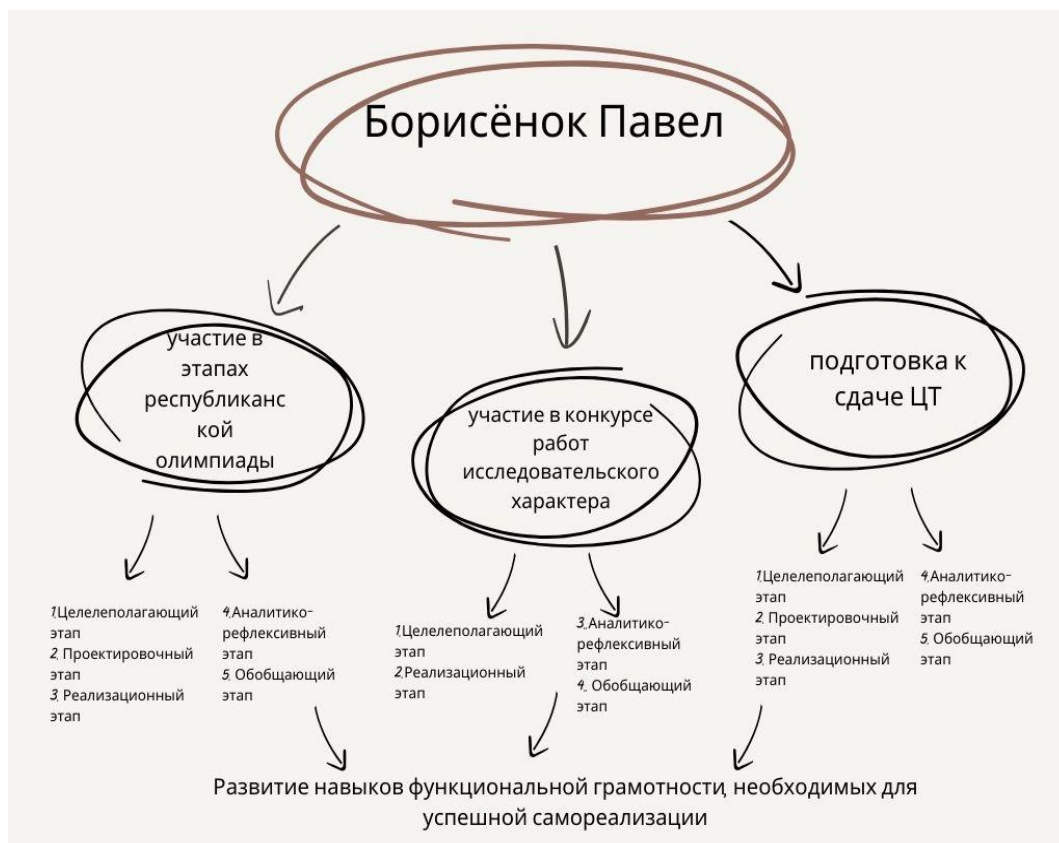 Борисёнок Павел
участие в
этапах
республиканс
кой
олимпиады
участие в конкурсе
работ
исследовательского
характера
подготовка к
сдаче ЦТ
1.Целелеполагающий
этап
2. Проектировочный
этап
3. Реализационный
этап
4.Аналитико-
рефлексивный
этап
5. Обобщающий
этап
1.Целелеполагающий
этап
2.Реализационный
этап
3..Аналитико-
рефлексивный
этап
4.. Обобщающий
этап
1.Целелеполагающий
этап
2. Проектировочный
этап
3. Реализационный
этап
4.Аналитико-
рефлексивный
этап
5. Обобщающий
этап
Развитие навыков функциональной грамотности, необходимых для
успешной самореализации